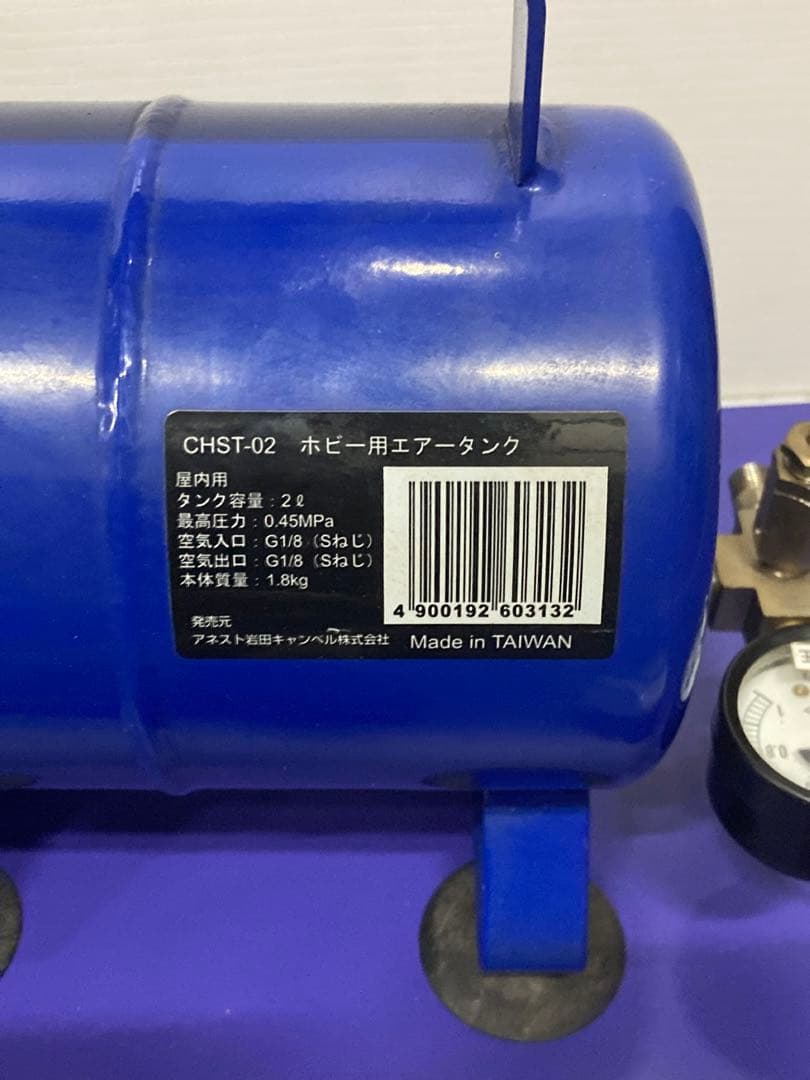 CHST-02 ホビー用エアータンク
屋内用
タンク容量：2ℓ
最高圧力：0.45MPa
空気入口：G1/8（Sねじ）
空気出口：G1/8（Sねじ）
本体質量：1.8kg
4 900192 603132
発売元
アネスト岩田キャンベル株式会社 Made in TAIWAN
0.8